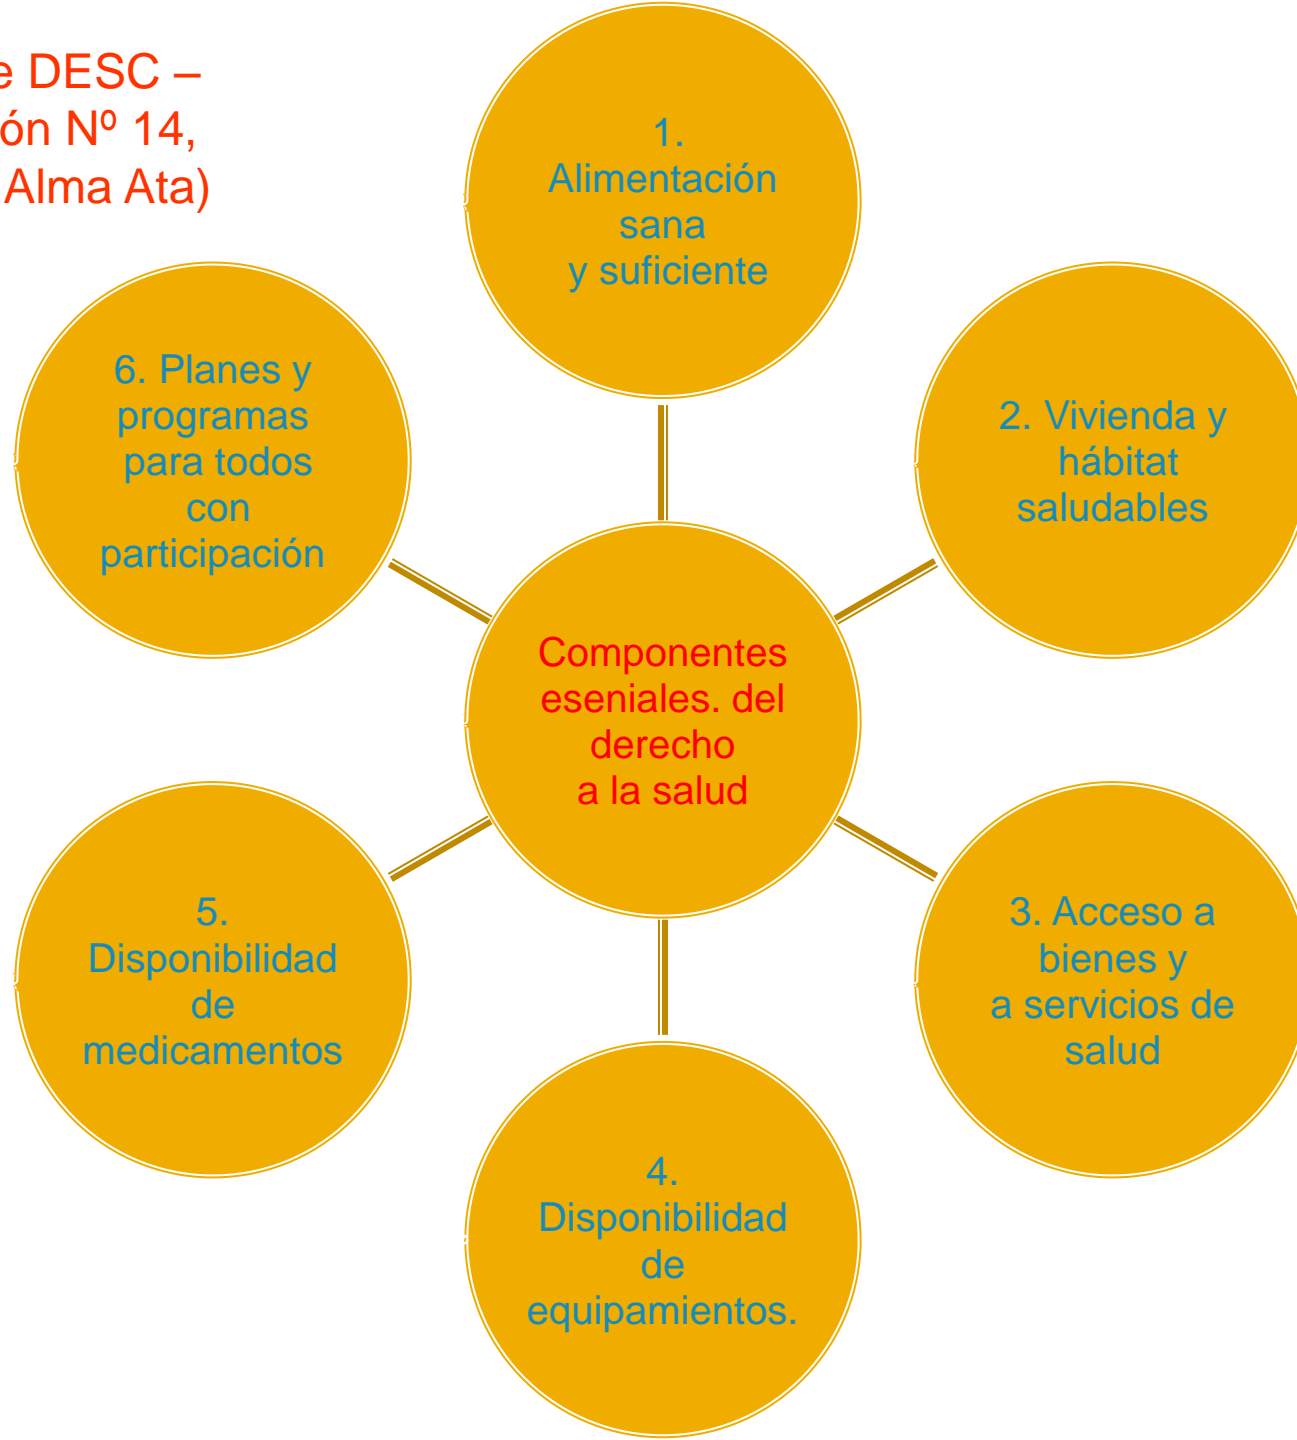 e DESC –
ón Nº 14,
Alma Ata)
1.
Alimentación
sana
y suficiente
2. Vivienda y
hábitat
saludables
3. Acceso a
bienes y
a servicios de
salud
4.
Disponibilidad
de
equipamientos.
5.
Disponibilidad
de
medicamentos
6. Planes y
programas
para todos
con
participación
Componentes
eseniales. del
derecho
a la salud